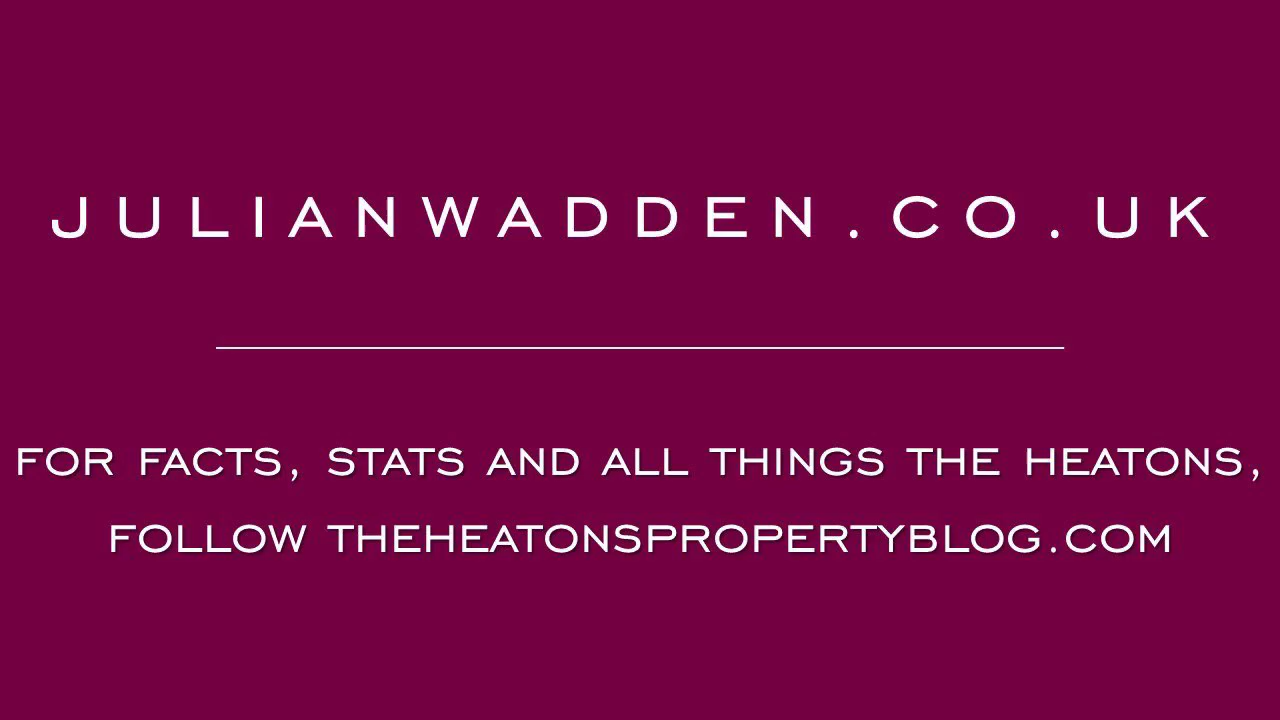 JULIANWADDEN.CO.UK
FOR FACTS, STATS AND ALL THINGS THE HEATONS,
FOLLOW THEHEATONSPROPERTYBLOG.COM